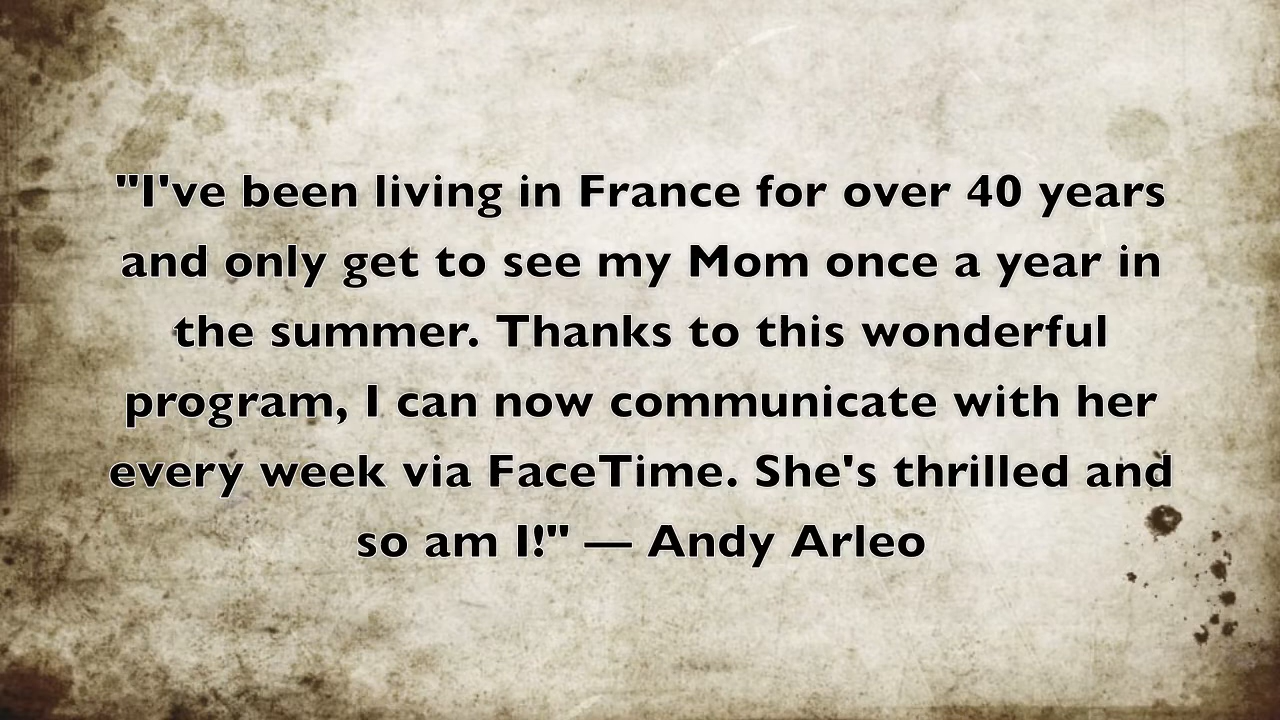 "I've been living in France for over 40 years
and only get to see my Mom once a year in
the summer. Thanks to this wonderful
program, I can now communicate with her
every week via FaceTime. She's thrilled and
so am I!" — Andy Arleo